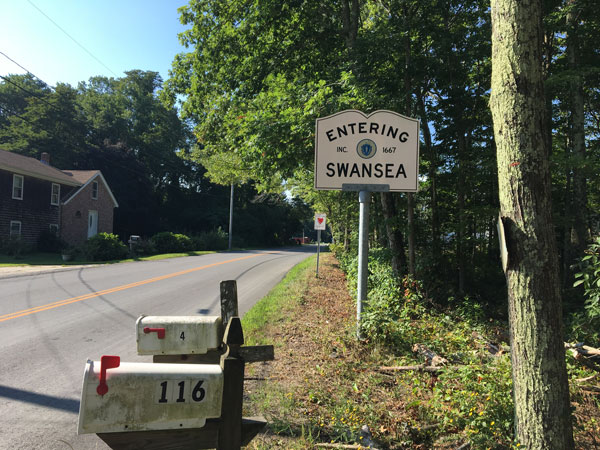 ENTERING
INC. 1667
SWANSEA
4
116